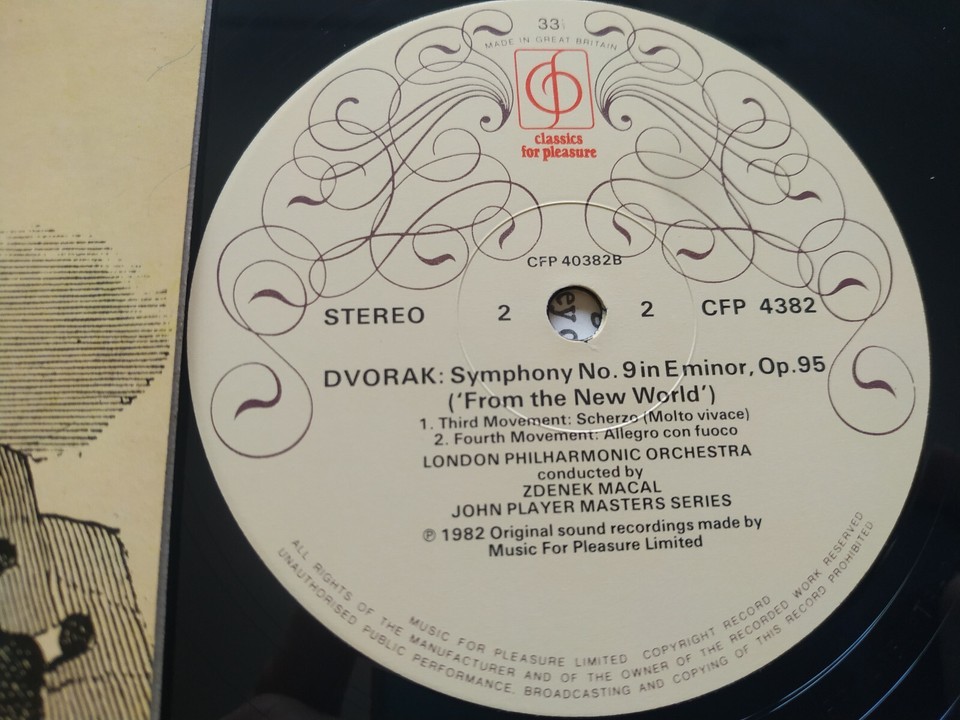 33⅓
MADE IN GREAT BRITAIN
classics
for pleasure
CFP 40382B
STEREO 2 2 CFP 4382
DVORAK: Symphony No. 9 in E minor, Op. 95
('From the New World')
1. Third Movement: Scherzo (Molto vivace)
2. Fourth Movement: Allegro con fuoco
LONDON PHILHARMONIC ORCHESTRA
conducted by
ZDENEK MACAL
JOHN PLAYER MASTERS SERIES
℗ 1982 Original sound recordings made by
Music For Pleasure Limited
MUSIC FOR PLEASURE LIMITED COPYRIGHT RECORD
ALL RIGHTS OF THE MANUFACTURER AND OF THE OWNER OF THE RECORDED WORK RESERVED
UNAUTHORISED PUBLIC PERFORMANCE, BROADCASTING AND COPYING OF THIS RECORD PROHIBITED